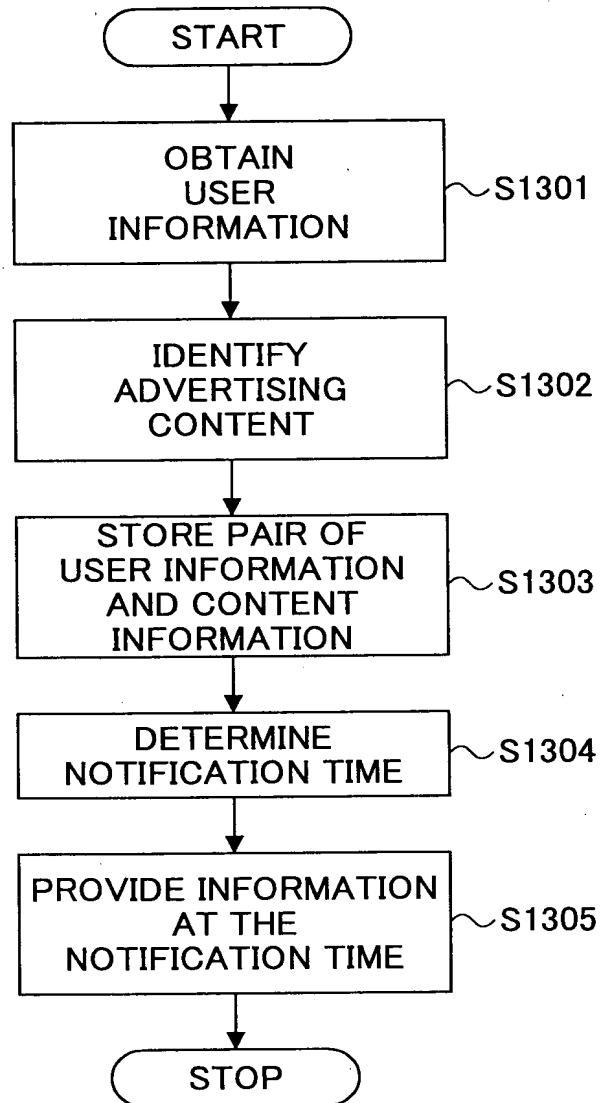 START
OBTAIN
USER
INFORMATION
S1301
IDENTIFY
ADVERTISING
CONTENT
S1302
STORE PAIR OF
USER INFORMATION
AND CONTENT
INFORMATION
S1303
DETERMINE
NOTIFICATION TIME
S1304
PROVIDE INFORMATION
AT THE
NOTIFICATION TIME
S1305
STOP